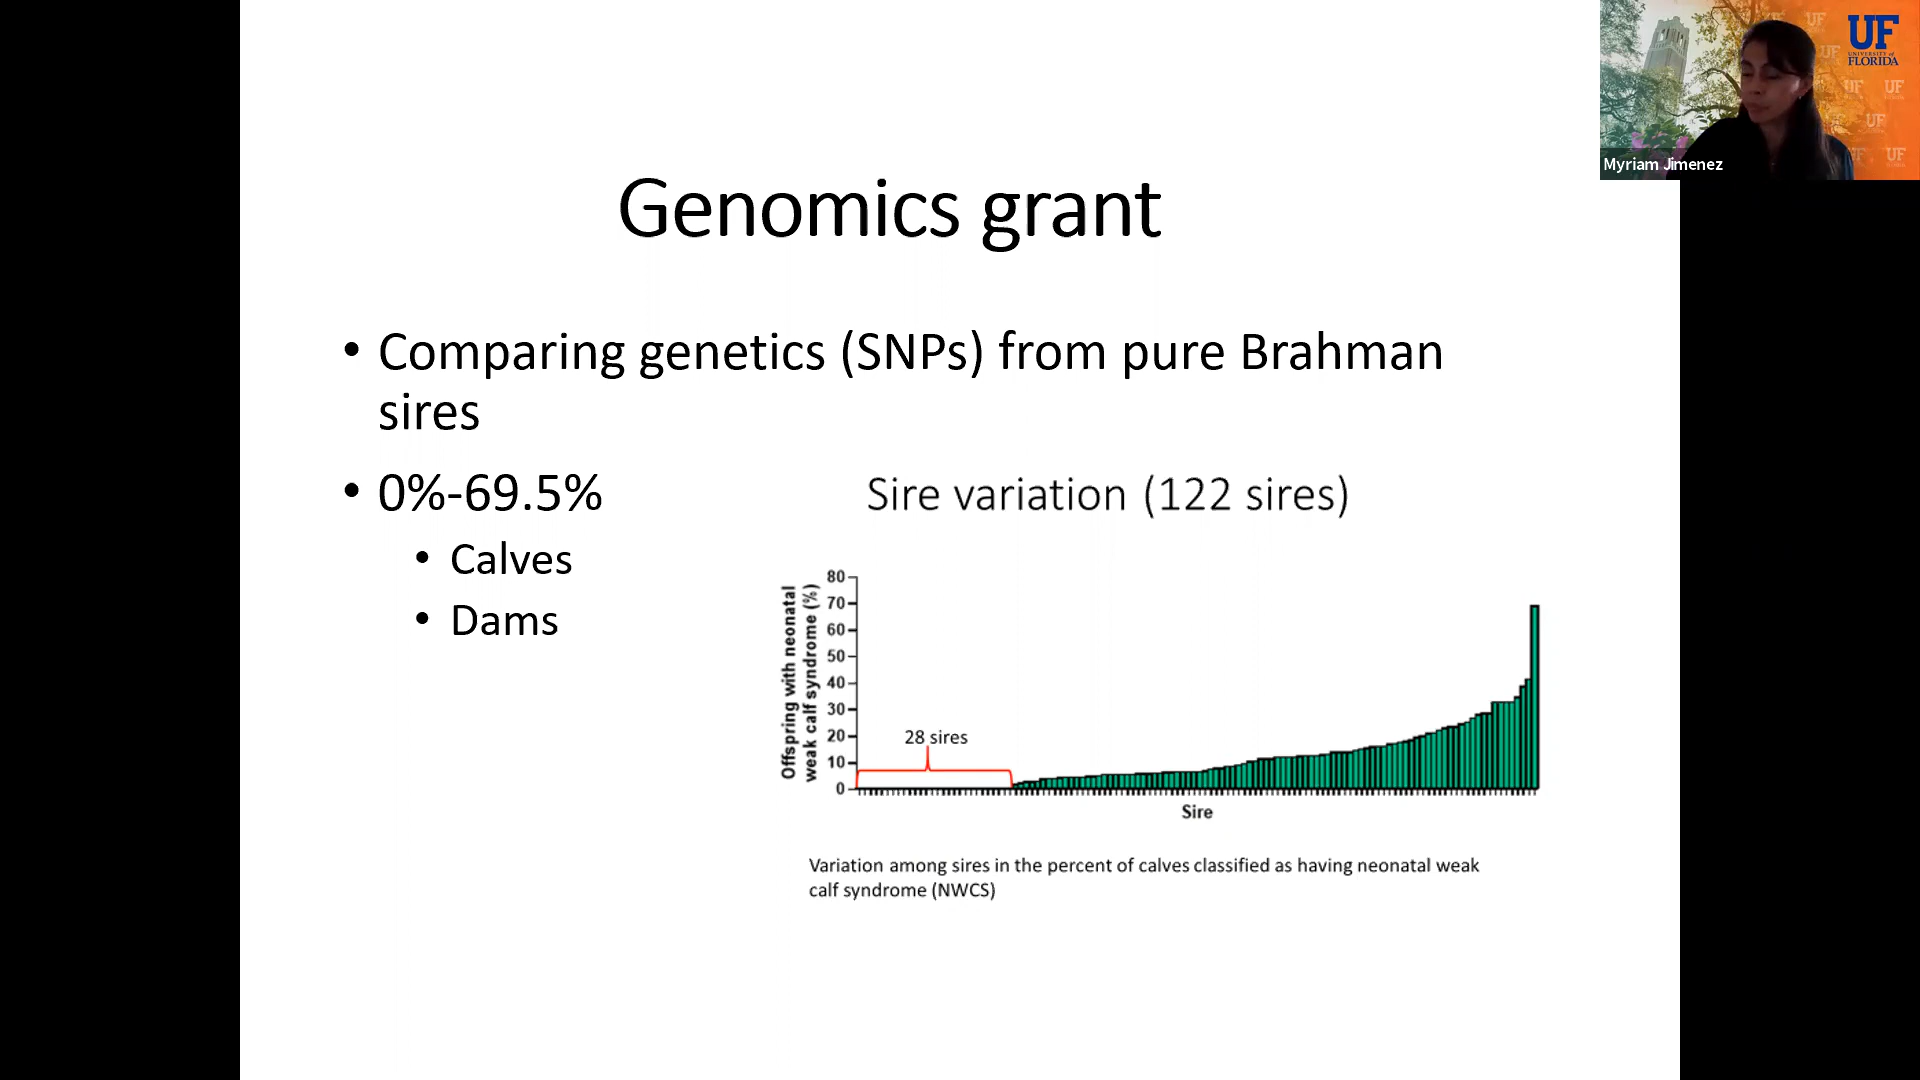 UF
UNIVERSITY of
FLORIDA
Myriam Jimenez
Genomics grant
• Comparing genetics (SNPs) from pure Brahman
sires
• 0%-69.5%
• Calves
• Dams
Sire variation (122 sires)
Offspring with neonatal
weak calf syndrome (%)
80
70
60
50
40
30
20
10
0
28 sires
Sire
Variation among sires in the percent of calves classified as having neonatal weak
calf syndrome (NWCS)